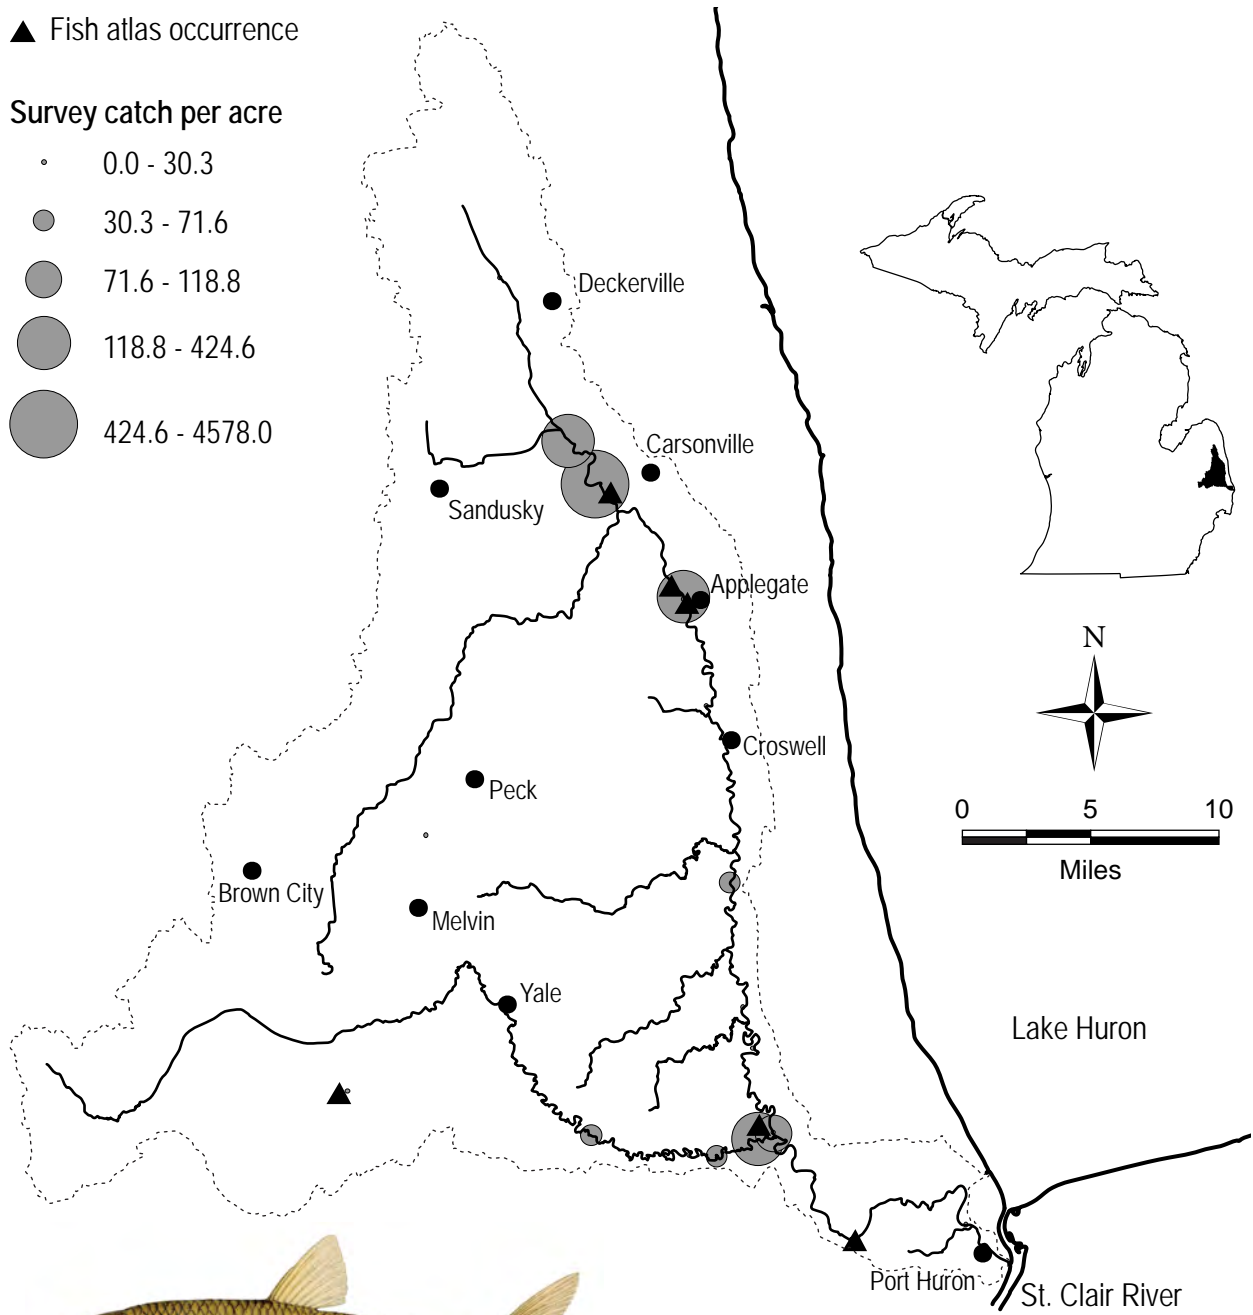 Fish atlas occurrence
Survey catch per acre
0.0 - 30.3
30.3 - 71.6
71.6 - 118.8
118.8 - 424.6
424.6 - 4578.0
Deckerville
Carsonville
Sandusky
Applegate
N
Croswell
Peck
0 5 10
Miles
Brown City
Melvin
Yale
Lake Huron
Port Huron
St. Clair River